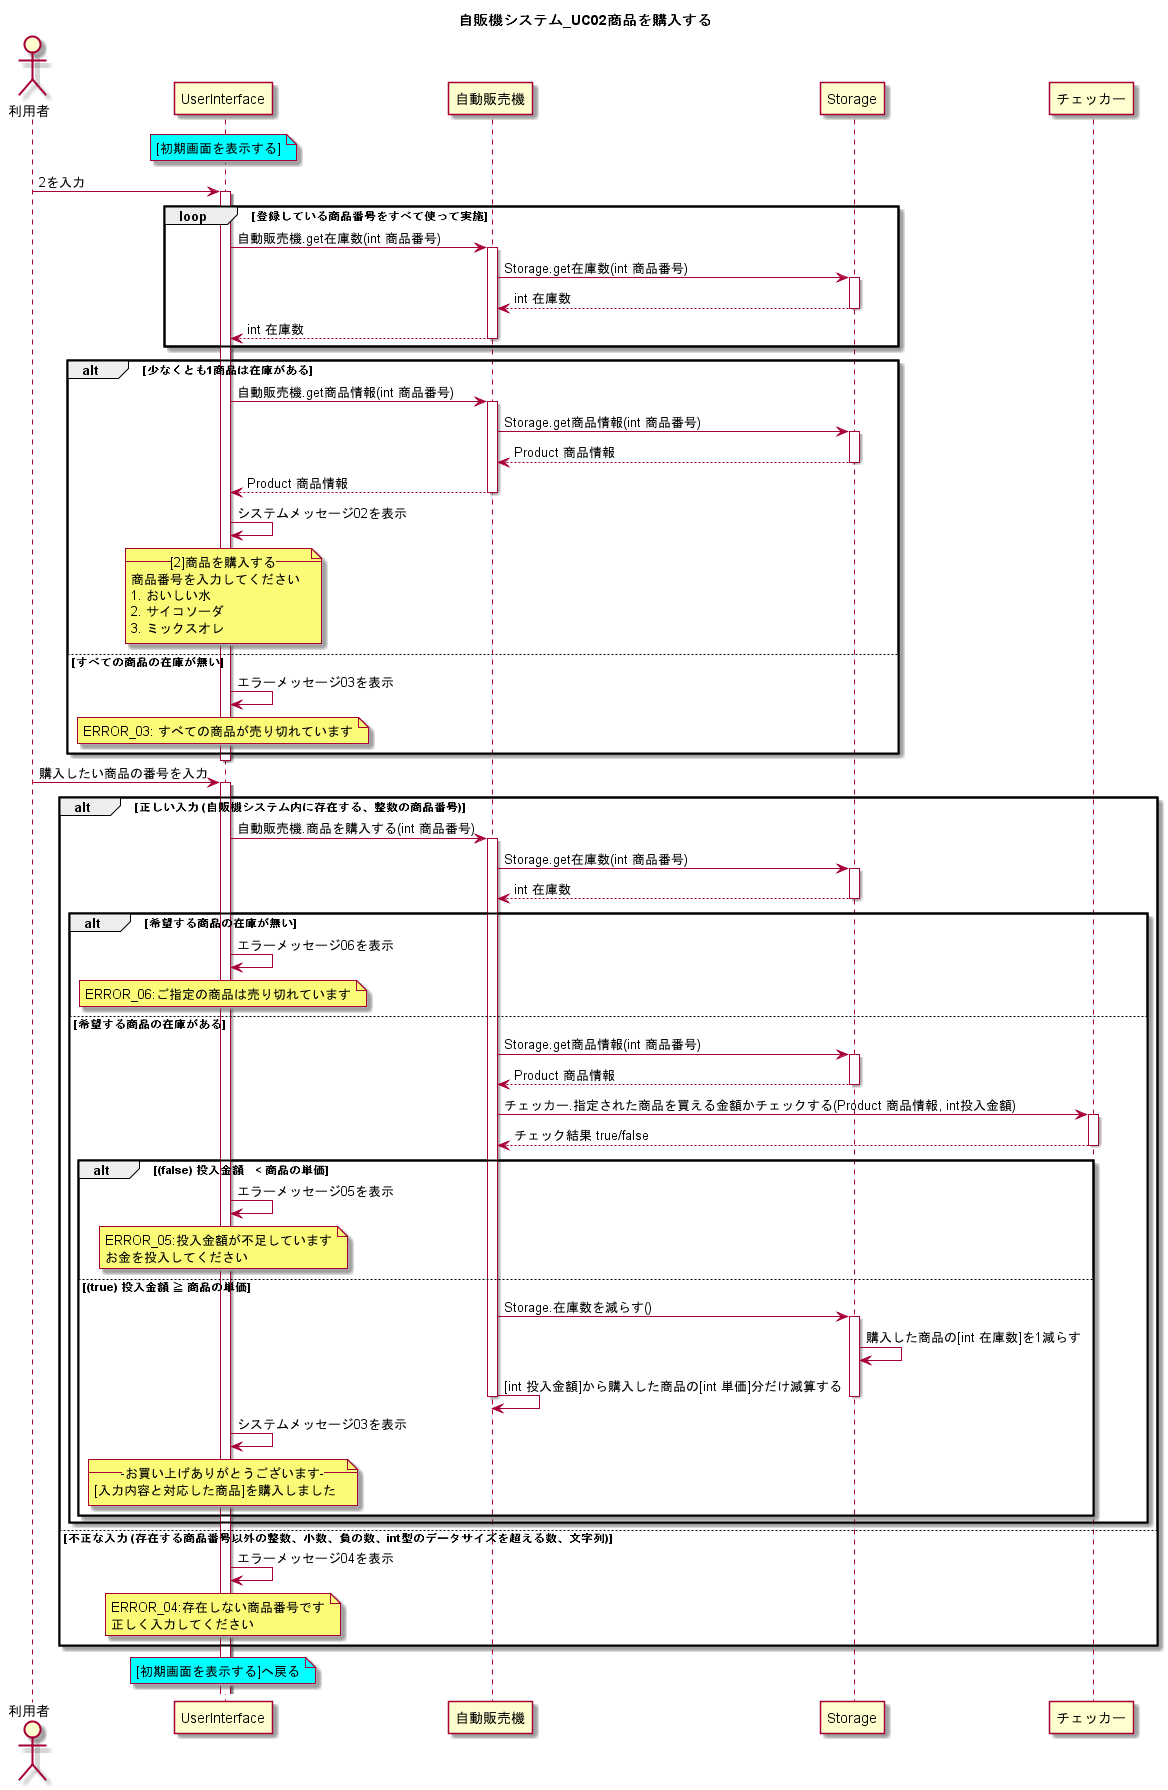 自販機システム_UC02商品を購入する
利用者
UserInterface
自動販売機
Storage
チェッカー
[初期画面を表示する]
2を入力
loop [登録している商品番号をすべて使って実施]
自動販売機.get在庫数(int 商品番号)
Storage.get在庫数(int 商品番号)
int 在庫数
int 在庫数
alt [少なくとも1商品は在庫がある]
自動販売機.get商品情報(int 商品番号)
Storage.get商品情報(int 商品番号)
Product 商品情報
Product 商品情報
システムメッセージ02を表示
[2]商品を購入する
商品番号を入力してください
1. おいしい水
2. サイコソーダ
3. ミックスオレ
[すべての商品の在庫が無い]
エラーメッセージ03を表示
ERROR_03: すべての商品が売り切れています
購入したい商品の番号を入力
alt [正しい入力 (自販機システム内に存在する、整数の商品番号)]
自動販売機.商品を購入する(int 商品番号)
Storage.get在庫数(int 商品番号)
int 在庫数
alt [希望する商品の在庫が無い]
エラーメッセージ06を表示
ERROR_06:ご指定の商品は売り切れています
[希望する商品の在庫がある]
Storage.get商品情報(int 商品番号)
Product 商品情報
チェッカー.指定された商品を買える金額かチェックする(Product 商品情報, int投入金額)
チェック結果 true/false
alt [(false) 投入金額　< 商品の単価]
エラーメッセージ05を表示
ERROR_05:投入金額が不足しています
お金を投入してください
[(true) 投入金額 ≧ 商品の単価]
Storage.在庫数を減らす()
購入した商品の[int 在庫数]を1減らす
[int 投入金額]から購入した商品の[int 単価]分だけ減算する
システムメッセージ03を表示
-お買い上げありがとうございます-
[入力内容と対応した商品]を購入しました
[不正な入力 (存在する商品番号以外の整数、小数、負の数、int型のデータサイズを超える数、文字列)]
エラーメッセージ04を表示
ERROR_04:存在しない商品番号です
正しく入力してください
[初期画面を表示する]へ戻る
利用者
UserInterface
自動販売機
Storage
チェッカー